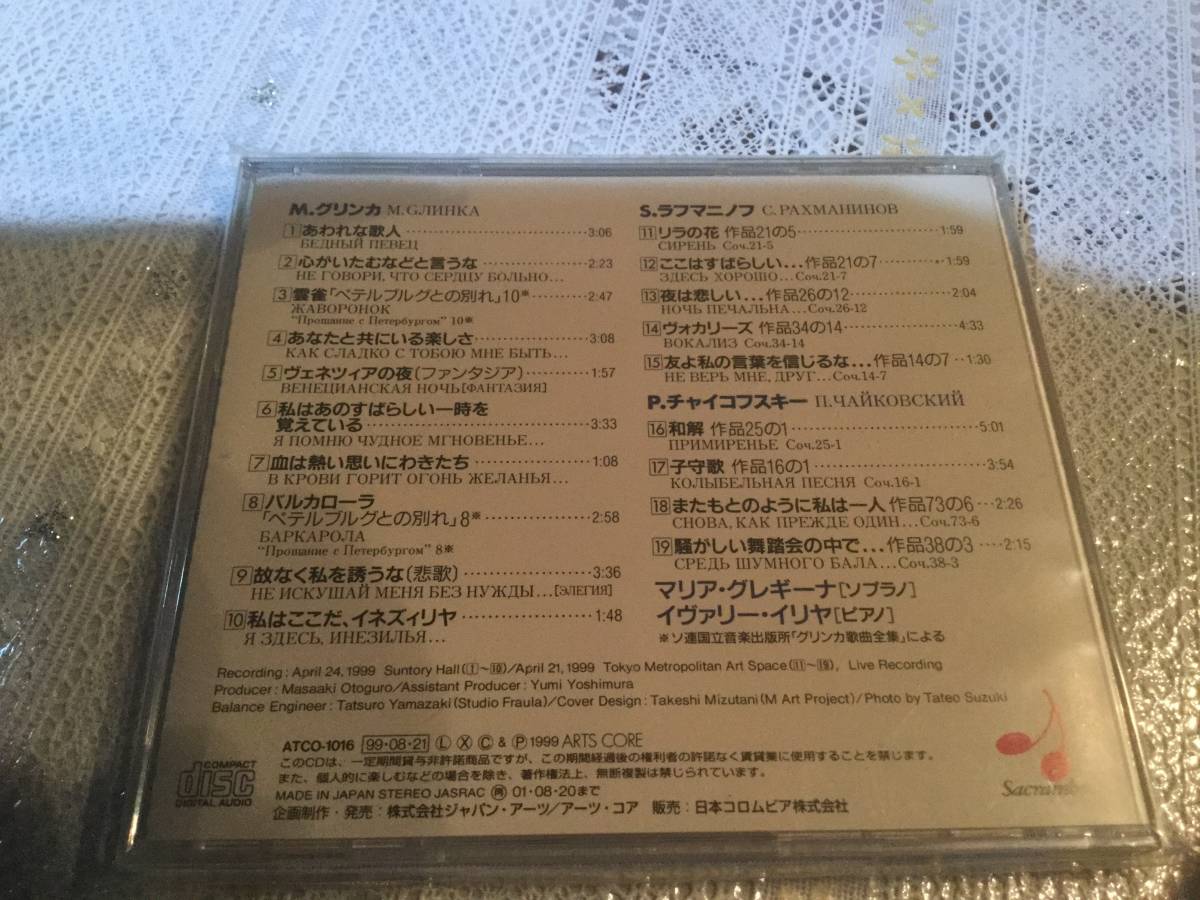 M.グリンカ M.GЛИНКА
1 あわれな歌人 3:06
БЕДНЫЙ ПЕВЕЦ
2 心がいたむなどと言うな 2:23
НЕ ГОВОРИ, ЧТО СЕРДЦУ БОЛЬНО...
3 雲雀「ペテルブルグとの別れ」10※ 2:47
ЖАВОРОНОК
"Прощание с Петербургом" 10※
4 あなたと共にいる楽しさ 3:08
КАК СЛАДКО С ТОБОЮ МНЕ БЫТЬ...
5 ヴェネツィアの夜〔ファンタジア〕 1:57
ВЕНЕЦИАНСКАЯ НОЧЬ[ФАНТАЗИЯ]
6 私はあのすばらしい一時を
覚えている 3:33
Я ПОМНЮ ЧУДНОЕ МГНОВЕНЬЕ...
7 血は熱い思いにわきたち 1:08
В КРОВИ ГОРИТ ОГОНЬ ЖЕЛАНЬЯ...
8 バルカローラ
「ペテルブルグとの別れ」8※ 2:58
БАРКАРОЛА
"Прощание с Петербургом" 8※
9 故なく私を誘うな〔悲歌〕 3:36
НЕ ИСКУШАЙ МЕНЯ БЕЗ НУЖДЫ...[ЭЛЕГИЯ]
10 私はここだ、イネズィリヤ 1:48
Я ЗДЕСЬ, ИНЕЗИЛЬЯ...
S.ラフマニノフ С.РАХМАНИНОВ
11 リラの花 作品21の5 1:59
СИРЕНЬ Соч.21-5
12 ここはすばらしい...作品21の7 1:59
ЗДЕСЬ ХОРОШО...Соч.21-7
13 夜は悲しい...作品26の12 2:04
НОЧЬ ПЕЧАЛЬНА...Соч.26-12
14 ヴォカリーズ 作品34の14 4:33
ВОКАЛИЗ Соч.34-14
15 友よ私の言葉を信じるな...作品14の7 1:30
НЕ ВЕРЬ МНЕ, ДРУГ...Соч.14-7
P.チャイコフスキー П.ЧАЙКОВСКИЙ
16 和解 作品25の1 5:01
ПРИМИРЕНЬЕ Соч.25-1
17 子守歌 作品16の1 3:54
КОЛЫБЕЛЬНАЯ ПЕСНЯ Соч.16-1
18 またもとのように私は一人 作品73の6 2:26
СНОВА, КАК ПРЕЖДЕ ОДИН...Соч.73-6
19 騒がしい舞踏会の中で...作品38の3 2:15
СРЕДЬ ШУМНОГО БАЛА...Соч.38-3
マリア・グレギーナ[ソプラノ]
イヴァリー・イリヤ[ピアノ]
※ソ連国立音楽出版所「グリンカ歌曲全集」による
Recording : April 24, 1999 Suntory Hall(①~⑩)/April 21, 1999 Tokyo Metropolitan Art Space(⑪~⑲), Live Recording
Producer : Masaaki Otoguro/Assistant Producer : Yumi Yoshimura
Balance Engineer : Tatsuro Yamazaki(Studio Fraula)/Cover Design : Takeshi Mizutani(M Art Project)/Photo by Tateo Suzuki
ATCO-1016 99・08・21 Ⓛ Ⓧ Ⓒ & Ⓟ 1999 ARTS CORE
このCDは、一定期間貸与非許諾商品ですが、この期間経過後の権利者の許諾なく賃貸業に使用することを禁じます。
また、個人的に楽しむなどの場合を除き、著作権法上、無断複製は禁じられています。
MADE IN JAPAN STEREO JASRAC 再 01・08・20まで
企画制作・発売:株式会社ジャパン・アーツ/アーツ・コア 販売:日本コロムビア株式会社
COMPACT
disc
DIGITAL AUDIO